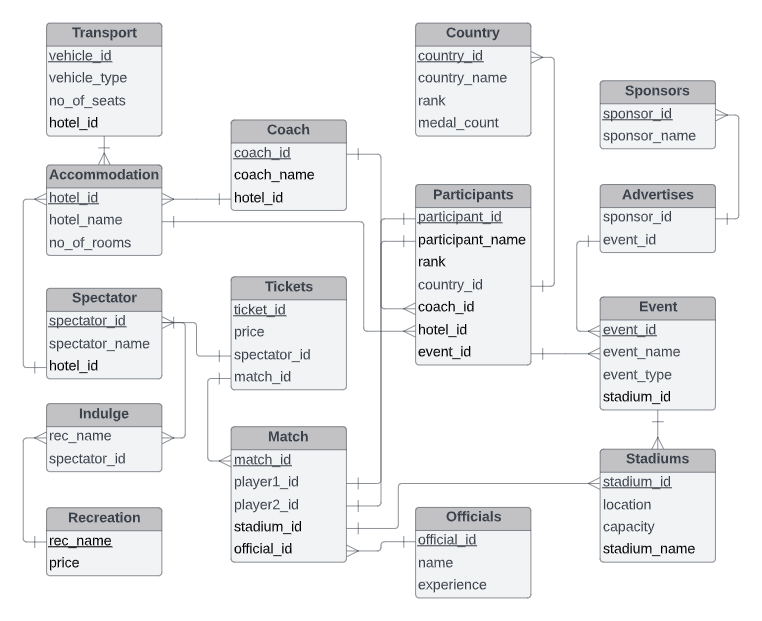 Transport
vehicle_id
vehicle_type
no_of_seats
hotel_id
Accommodation
hotel_id
hotel_name
no_of_rooms
Spectator
spectator_id
spectator_name
hotel_id
Indulge
rec_name
spectator_id
Recreation
rec_name
price
Coach
coach_id
coach_name
hotel_id
Tickets
ticket_id
price
spectator_id
match_id
Match
match_id
player1_id
player2_id
stadium_id
official_id
Country
country_id
country_name
rank
medal_count
Participants
participant_id
participant_name
rank
country_id
coach_id
hotel_id
event_id
Officials
official_id
name
experience
Sponsors
sponsor_id
sponsor_name
Advertises
sponsor_id
event_id
Event
event_id
event_name
event_type
stadium_id
Stadiums
stadium_id
location
capacity
stadium_name